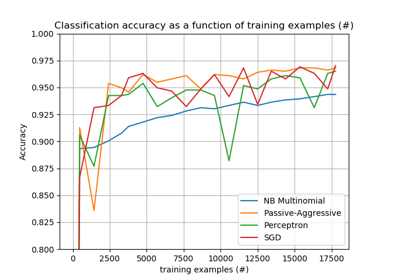 Classification accuracy as a function of training examples (#)
1.000
0.975
0.950
0.925
0.900
0.875
0.850
0.825
0.800
Accuracy
NB Multinomial
Passive-Aggressive
Perceptron
SGD
0 2500 5000 7500 10000 12500 15000 17500
training examples (#)